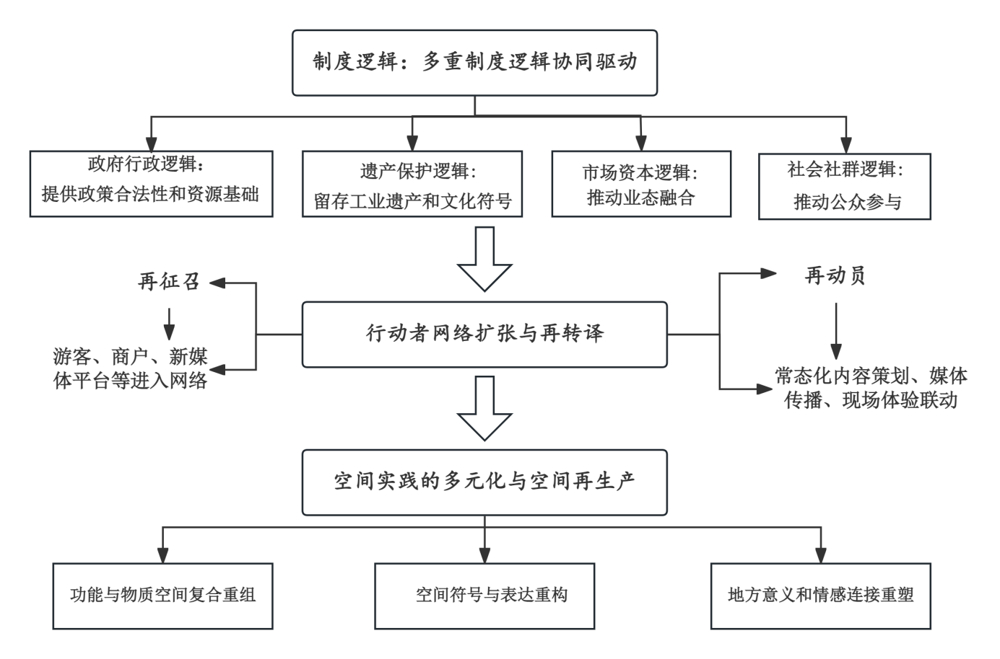 制度逻辑：多重制度逻辑协同驱动
政府行政逻辑：
提供政策合法性和资源基础
遗产保护逻辑：
留存工业遗产和文化符号
市场资本逻辑：
推动业态融合
社会社群逻辑：
推动公众参与
再征召
游客、商户、新媒
体平台等进入网络
行动者网络扩张与再转译
再动员
常态化内容策划、媒体
传播、现场体验联动
空间实践的多元化与空间再生产
功能与物质空间复合重组
空间符号与表达重构
地方意义和情感连接重塑